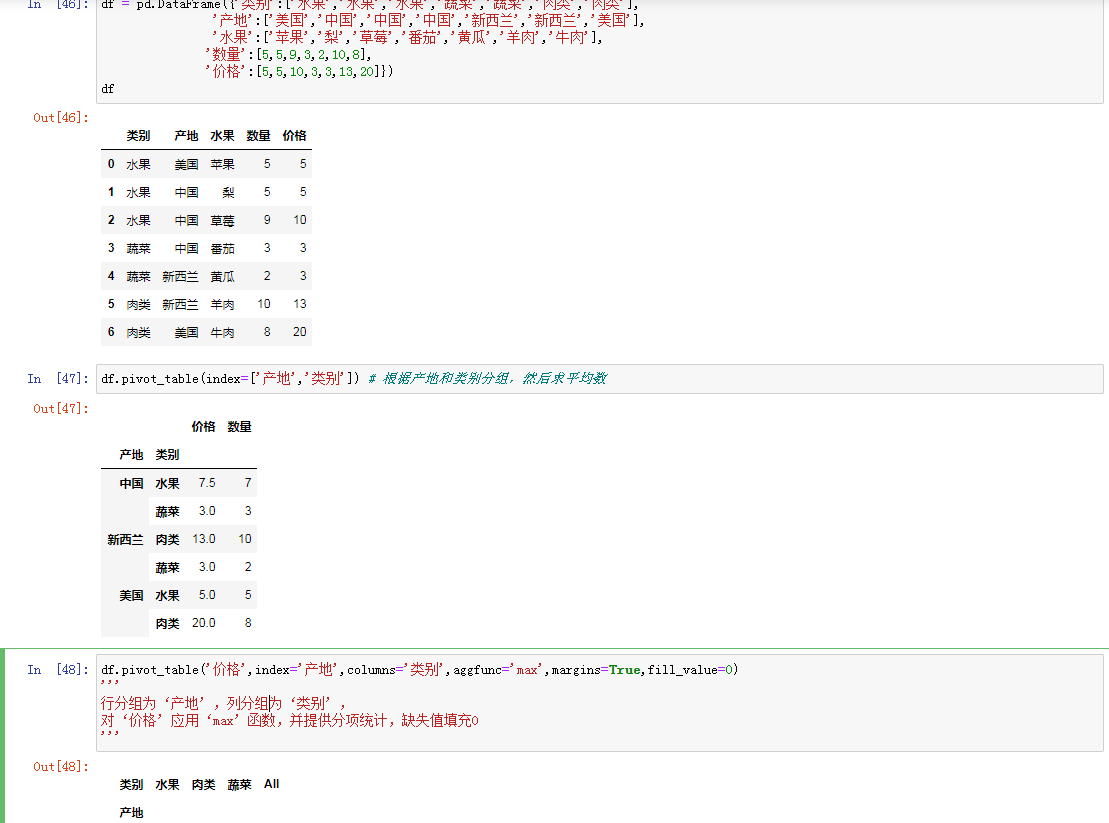 In [46]: df = pd.DataFrame({'类别':['水果','水果','水果','蔬菜','蔬菜','肉类','肉类'],
'产地':['美国','中国','中国','中国','新西兰','新西兰','美国'],
'水果':['苹果','梨','草莓','番茄','黄瓜','羊肉','牛肉'],
'数量':[5,5,9,3,2,10,8],
'价格':[5,5,10,3,3,13,20]})
df
Out[46]:
类别 产地 水果 数量 价格
0 水果 美国 苹果 5 5
1 水果 中国 梨 5 5
2 水果 中国 草莓 9 10
3 蔬菜 中国 番茄 3 3
4 蔬菜 新西兰 黄瓜 2 3
5 肉类 新西兰 羊肉 10 13
6 肉类 美国 牛肉 8 20
In [47]: df.pivot_table(index=['产地','类别']) # 根据产地和类别分组，然后求平均数
Out[47]:
价格 数量
产地 类别
中国 水果 7.5 7
蔬菜 3.0 3
新西兰 肉类 13.0 10
蔬菜 3.0 2
美国 水果 5.0 5
肉类 20.0 8
In [48]: df.pivot_table('价格',index='产地',columns='类别',aggfunc='max',margins=True,fill_value=0)
'''
行分组为‘产地’，列分组为‘类别’，
对‘价格’应用‘max’函数，并提供分项统计，缺失值填充0
'''
Out[48]:
类别 水果 肉类 蔬菜 All
产地